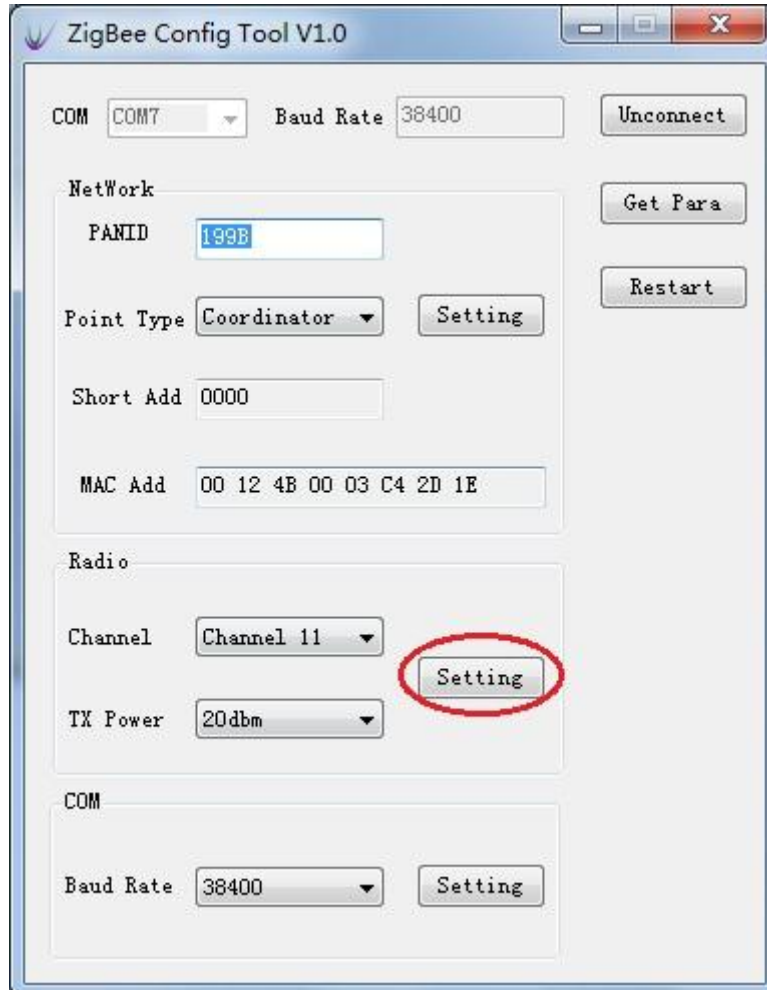 ZigBee Config Tool V1.0
COM COM7 Baud Rate 38400 Unconnect
NetWork
Get Para
PANID 199B
Restart
Point Type Coordinator Setting
Short Add 0000
MAC Add 00 12 4B 00 03 C4 2D 1E
Radio
Channel Channel 11
Setting
TX Power 20dbm
COM
Baud Rate 38400 Setting